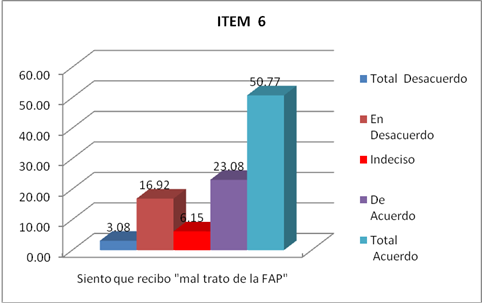 ITEM 6
60.00
50.00
40.00
30.00
20.00
10.00
0.00
3.08
16.92
6.15
23.08
50.77
Siento que recibo "mal trato de la FAP"
Total Desacuerdo
En
Desacuerdo
Indeciso
De
Acuerdo
Total
Acuerdo